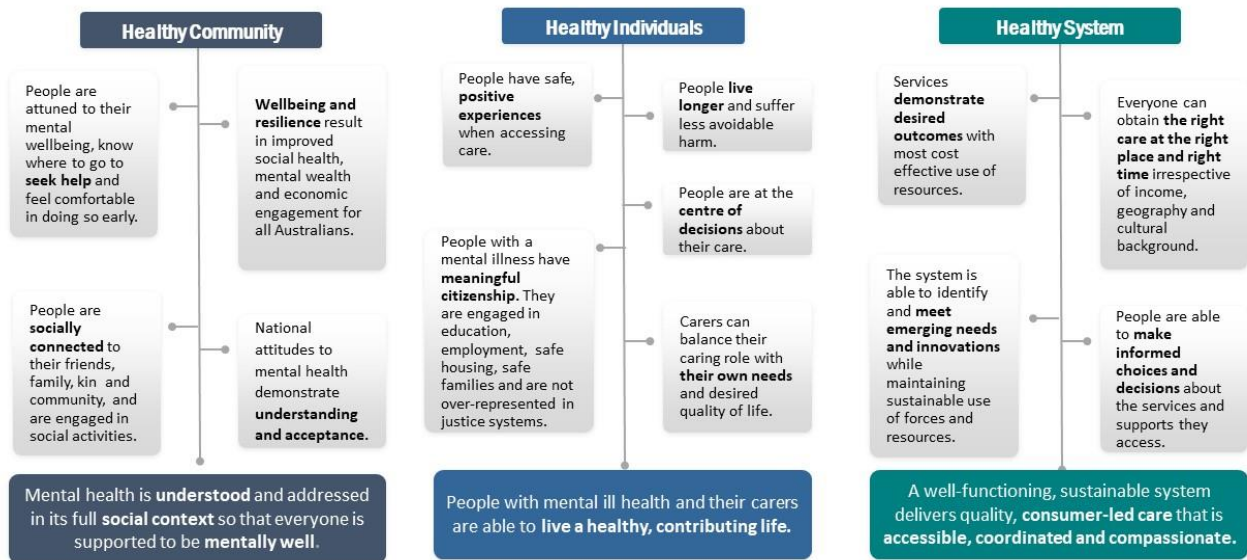 Healthy Community
People are
attuned to their
mental
wellbeing, know
where to go to
seek help and
feel comfortable
in doing so early.
Wellbeing and
resilience result
in improved
social health,
mental wealth
and economic
engagement for
all Australians.
People are
socially
connected to
their friends,
family, kin and
community, and
are engaged in
social activities.
National
attitudes to
mental health
demonstrate
understanding
and acceptance.
Mental health is understood and addressed
in its full social context so that everyone is
supported to be mentally well.
Healthy Individuals
People have safe,
positive
experiences
when accessing
care.
People live
longer and suffer
less avoidable
harm.
People are at the
centre of
decisions about
their care.
People with a
mental illness have
meaningful
citizenship. They
are engaged in
education,
employment, safe
housing, safe
families and are not
over-represented in
justice systems.
Carers can
balance their
caring role with
their own needs
and desired
quality of life.
People with mental ill health and their carers
are able to live a healthy, contributing life.
Healthy System
Services
demonstrate
desired
outcomes with
most cost
effective use of
resources.
Everyone can
obtain the right
care at the right
place and right
time irrespective
of income,
geography and
cultural
background.
The system is
able to identify
and meet
emerging needs
and innovations
while
maintaining
sustainable use
of forces and
resources.
People are able
to make
informed
choices and
decisions about
the services and
supports they
access.
A well-functioning, sustainable system
delivers quality, consumer-led care that is
accessible, coordinated and compassionate.